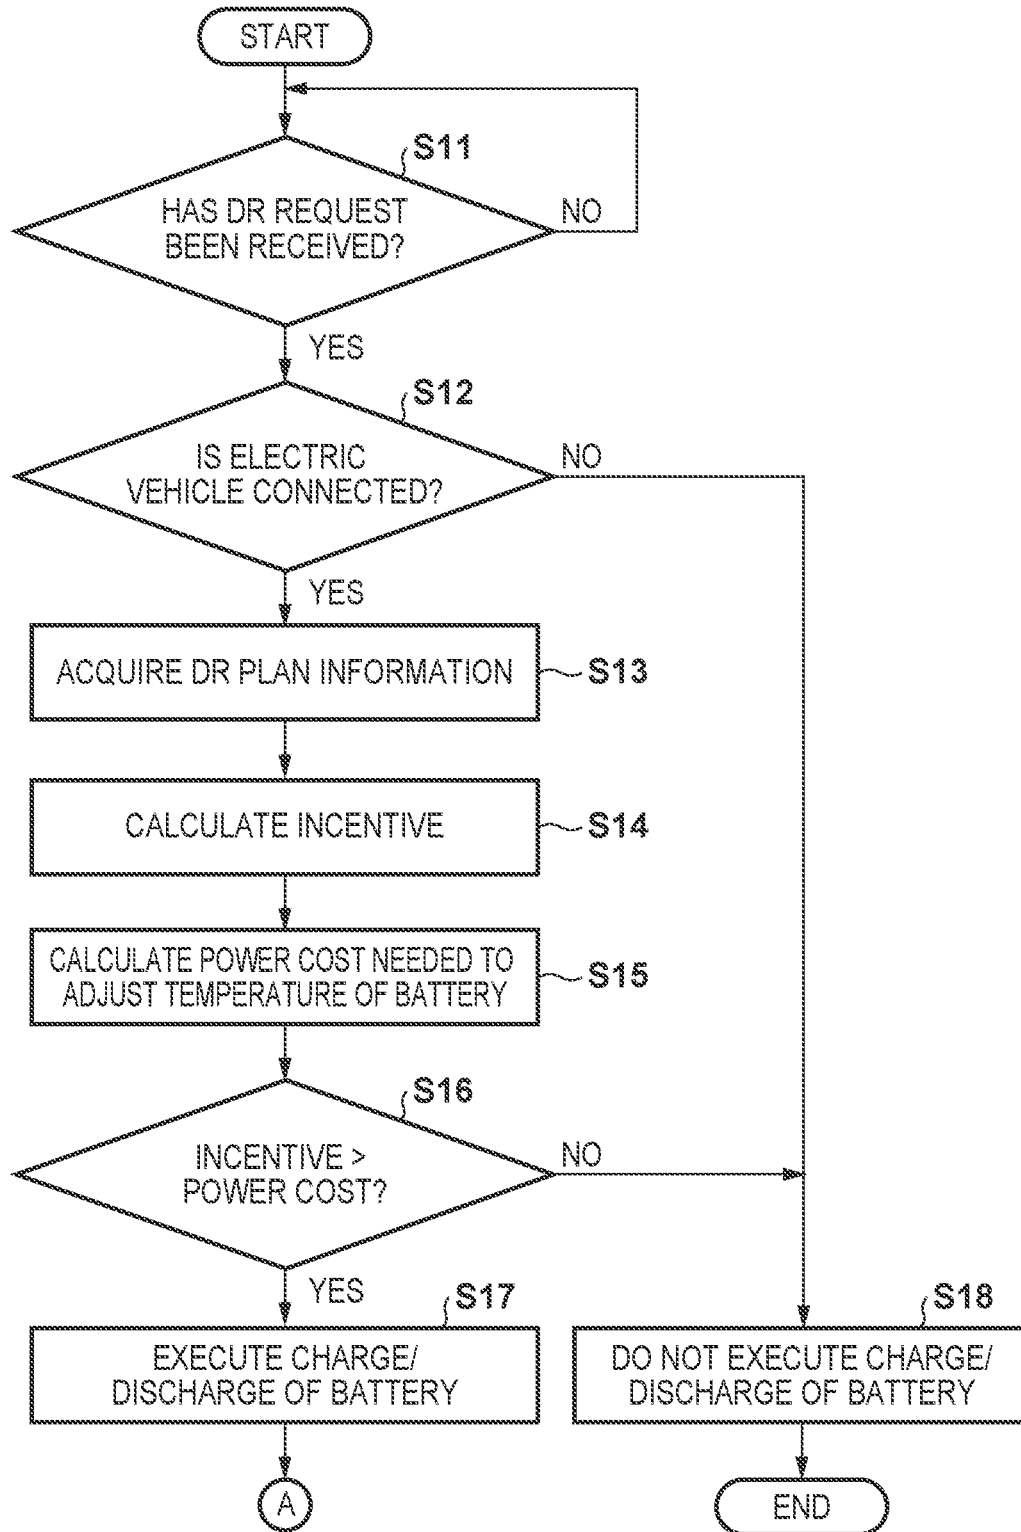 START
S11
HAS DR REQUEST
BEEN RECEIVED?
NO
YES
S12
IS ELECTRIC
VEHICLE CONNECTED?
NO
YES
ACQUIRE DR PLAN INFORMATION
S13
CALCULATE INCENTIVE
S14
CALCULATE POWER COST NEEDED TO
ADJUST TEMPERATURE OF BATTERY
S15
S16
INCENTIVE >
POWER COST?
NO
YES
S17
EXECUTE CHARGE/
DISCHARGE OF BATTERY
S18
DO NOT EXECUTE CHARGE/
DISCHARGE OF BATTERY
A
END